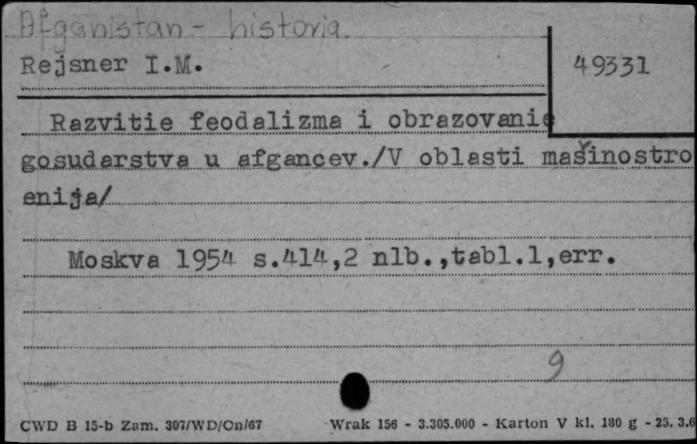 Afganistan - historia.
Rejsner I.M.
49331
Razvitie feodalizma i obrazovanie
gosudarstva u afgancev./V oblasti mašinostro
enija/
Moskva 1954 s.414,2 nlb.,tabl.1,err.
9
CWD B 15-b Zam. 307/WD/On/67 Wrak 156 - 3.305.000 - Karton V kl. 180 g - 25. 3.6